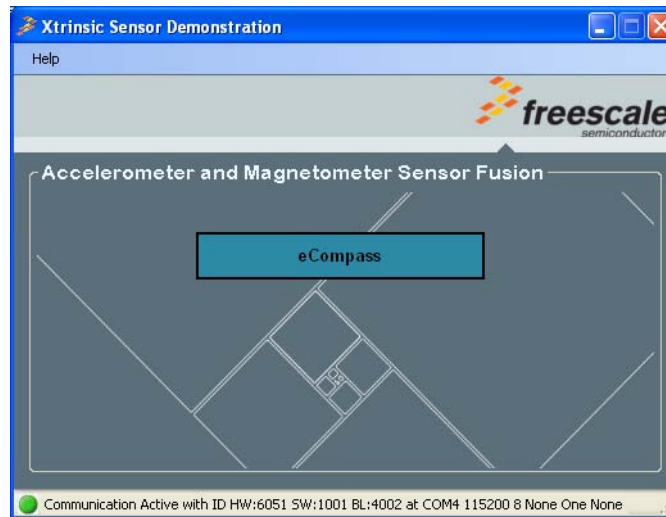 Xtrinsic Sensor Demonstration
Help
freescale
semiconductor
Accelerometer and Magnetometer Sensor Fusion
eCompass
Communication Active with ID HW:6051 SW:1001 BL:4002 at COM4 115200 8 None One None